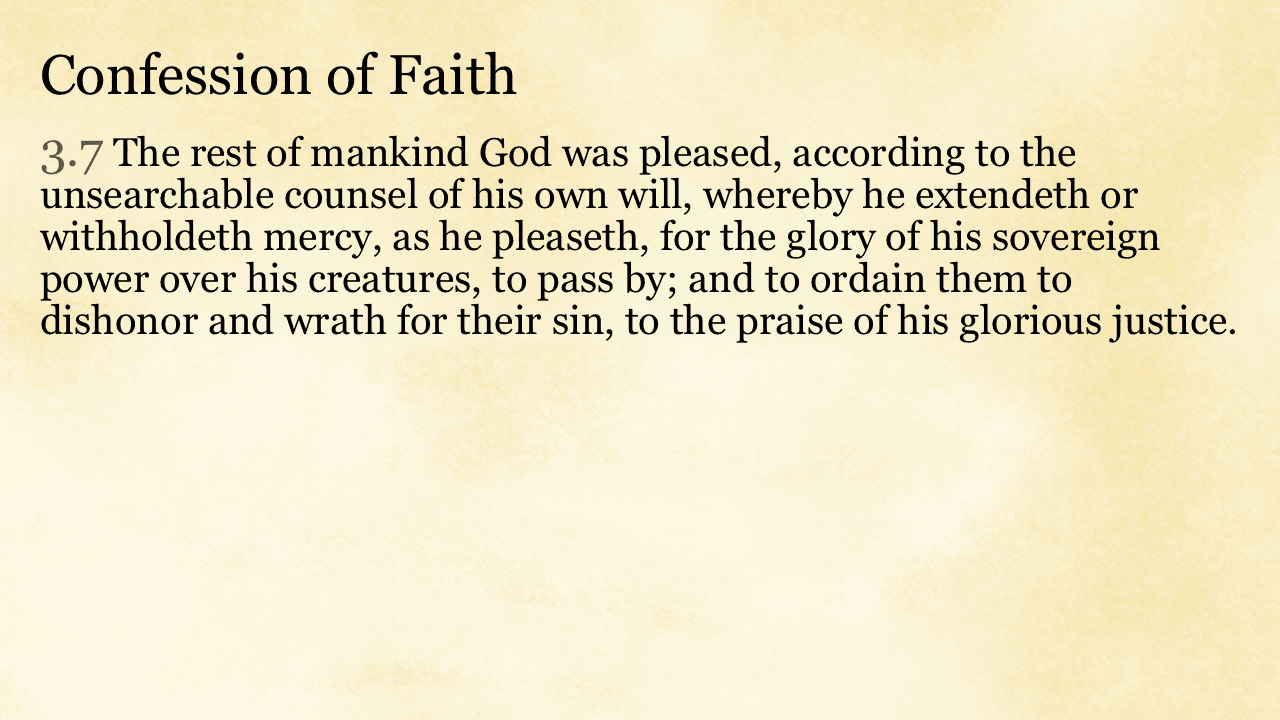 Confession of Faith
3.7 The rest of mankind God was pleased, according to the
unsearchable counsel of his own will, whereby he extendeth or
withholdeth mercy, as he pleaseth, for the glory of his sovereign
power over his creatures, to pass by; and to ordain them to
dishonor and wrath for their sin, to the praise of his glorious justice.